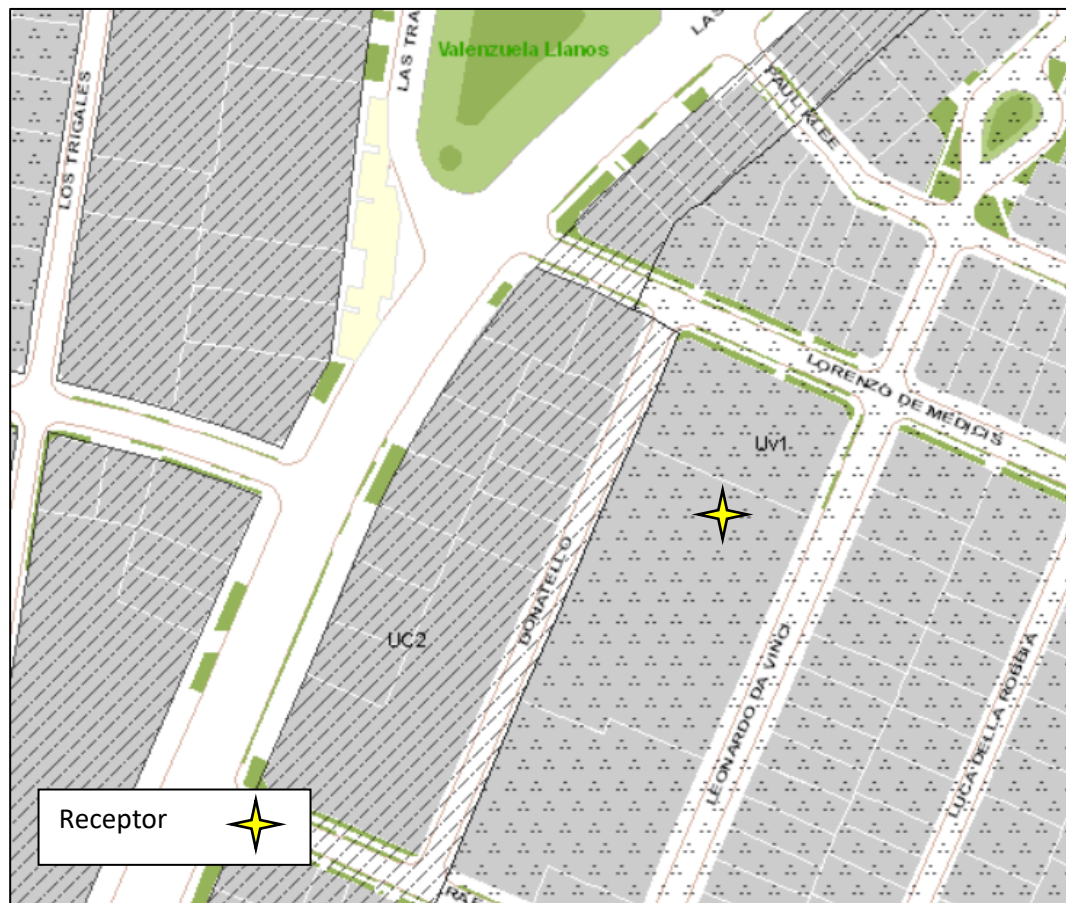 LAS TRA
LAS
Valenzuela Llanos
LOS TRIGALES
PAUL KLEE
LORENZO DE MEDICIS
Uv1
DONATELLO
UC2
LEONARDO DA VINCI
LUCA DELLA ROBBIA
Receptor